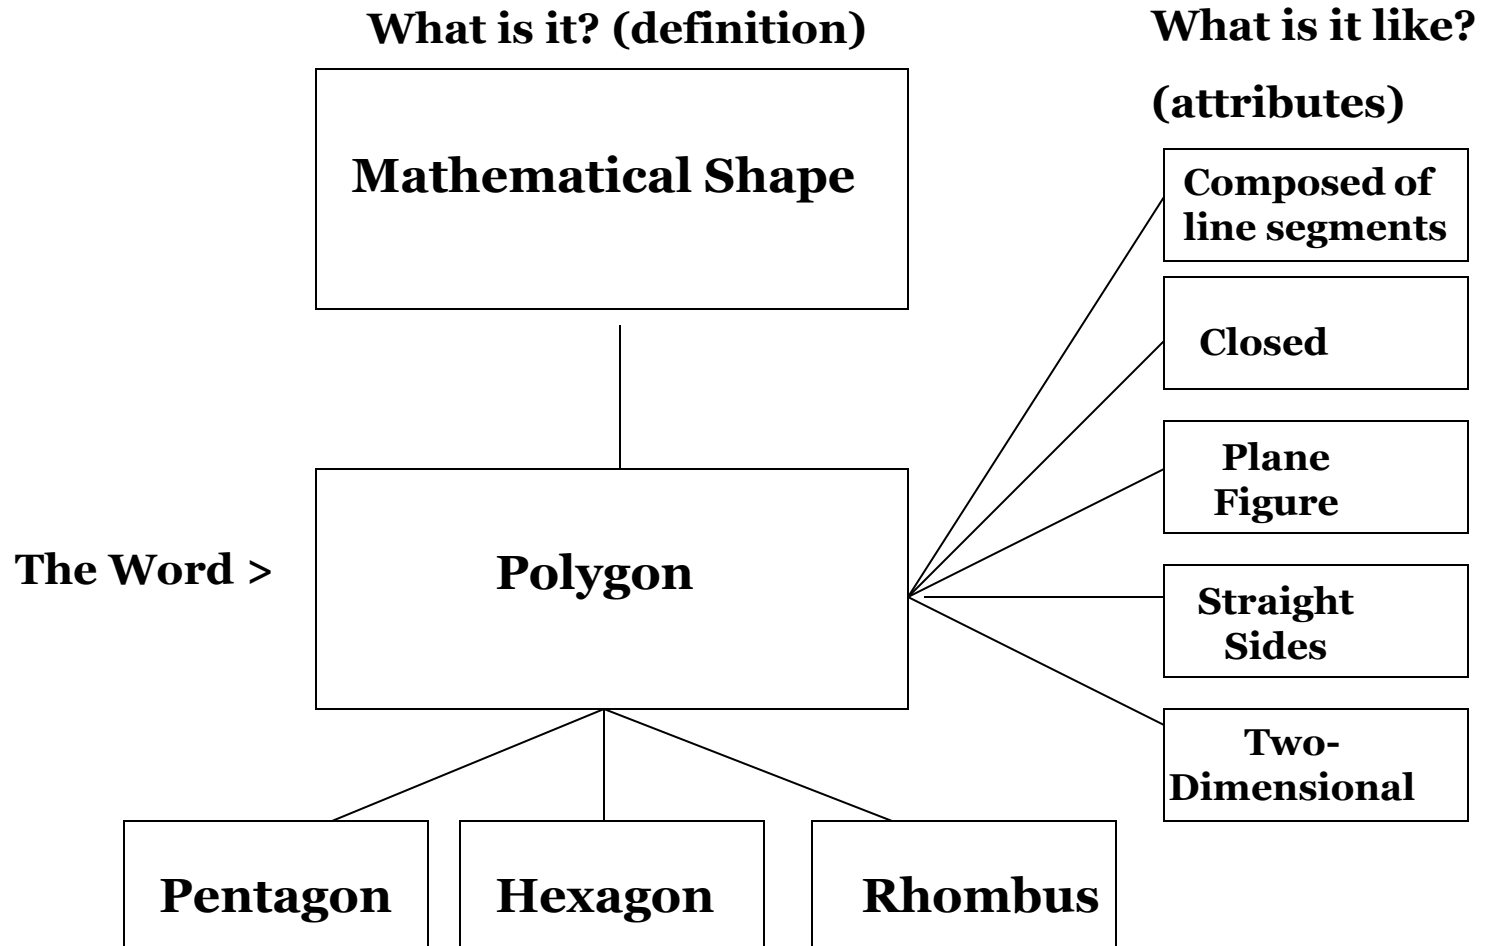 What is it? (definition)
What is it like?
(attributes)
Mathematical Shape
Composed of
line segments
Closed
Plane
Figure
The Word >
Polygon
Straight
Sides
Two-
Dimensional
Pentagon
Hexagon
Rhombus